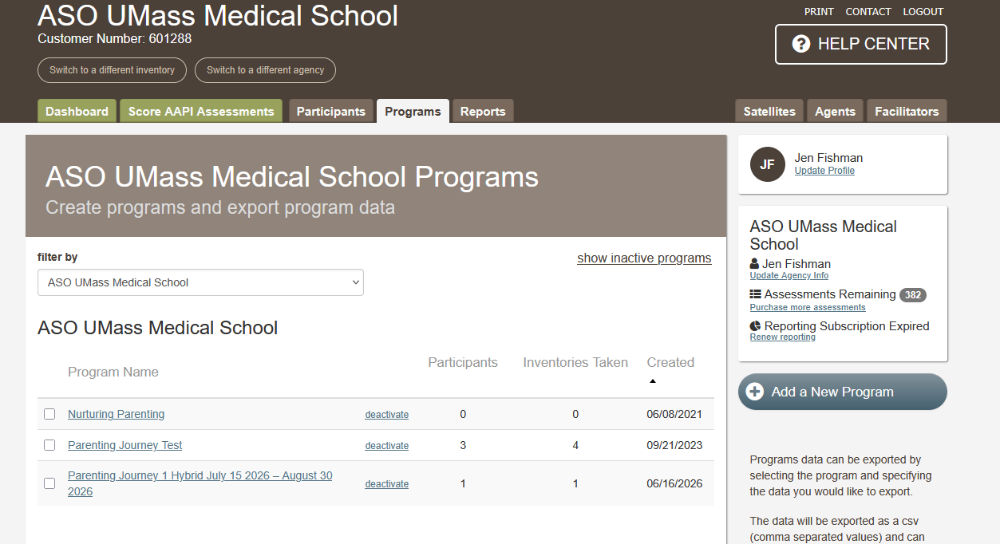 ASO UMass Medical School
Customer Number: 601288
PRINT CONTACT LOGOUT
? HELP CENTER
Switch to a different inventory Switch to a different agency
Dashboard Score AAPI Assessments Participants Programs Reports Satellites Agents Facilitators
ASO UMass Medical School Programs
Create programs and export program data
filter by
show inactive programs
ASO UMass Medical School
ASO UMass Medical School
Program Name Participants Inventories Taken Created
Nurturing Parenting deactivate 0 0 06/08/2021
Parenting Journey Test deactivate 3 4 09/21/2023
Parenting Journey 1 Hybrid July 15 2026 – August 30
2026 deactivate 1 1 06/16/2026
JF
Jen Fishman
Update Profile
ASO UMass Medical
School
Jen Fishman
Update Agency Info
Assessments Remaining 382
Purchase more assessments
Reporting Subscription Expired
Renew reporting
Add a New Program
Programs data can be exported by
selecting the program and specifying
the data you would like to export.
The data will be exported as a csv
(comma separated values) and can